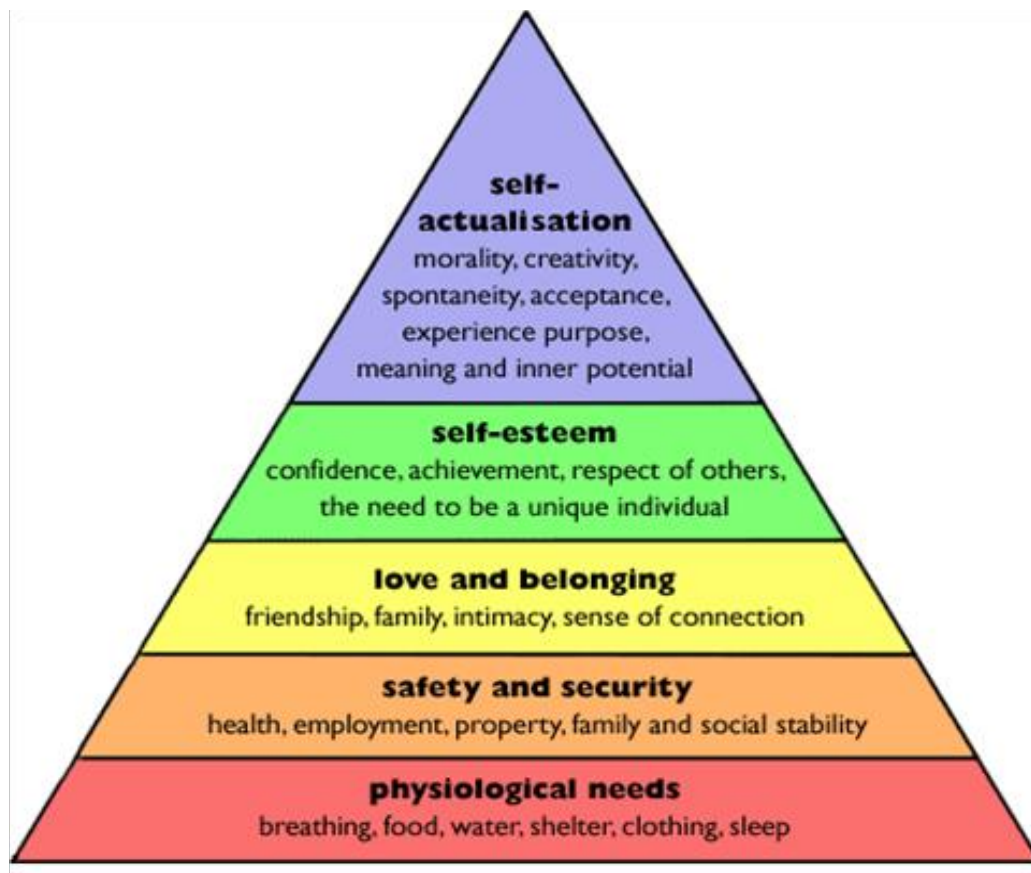 self-
actualisation
morality, creativity,
spontaneity, acceptance,
experience purpose,
meaning and inner potential
self-esteem
confidence, achievement, respect of others,
the need to be a unique individual
love and belonging
friendship, family, intimacy, sense of connection
safety and security
health, employment, property, family and social stability
physiological needs
breathing, food, water, shelter, clothing, sleep